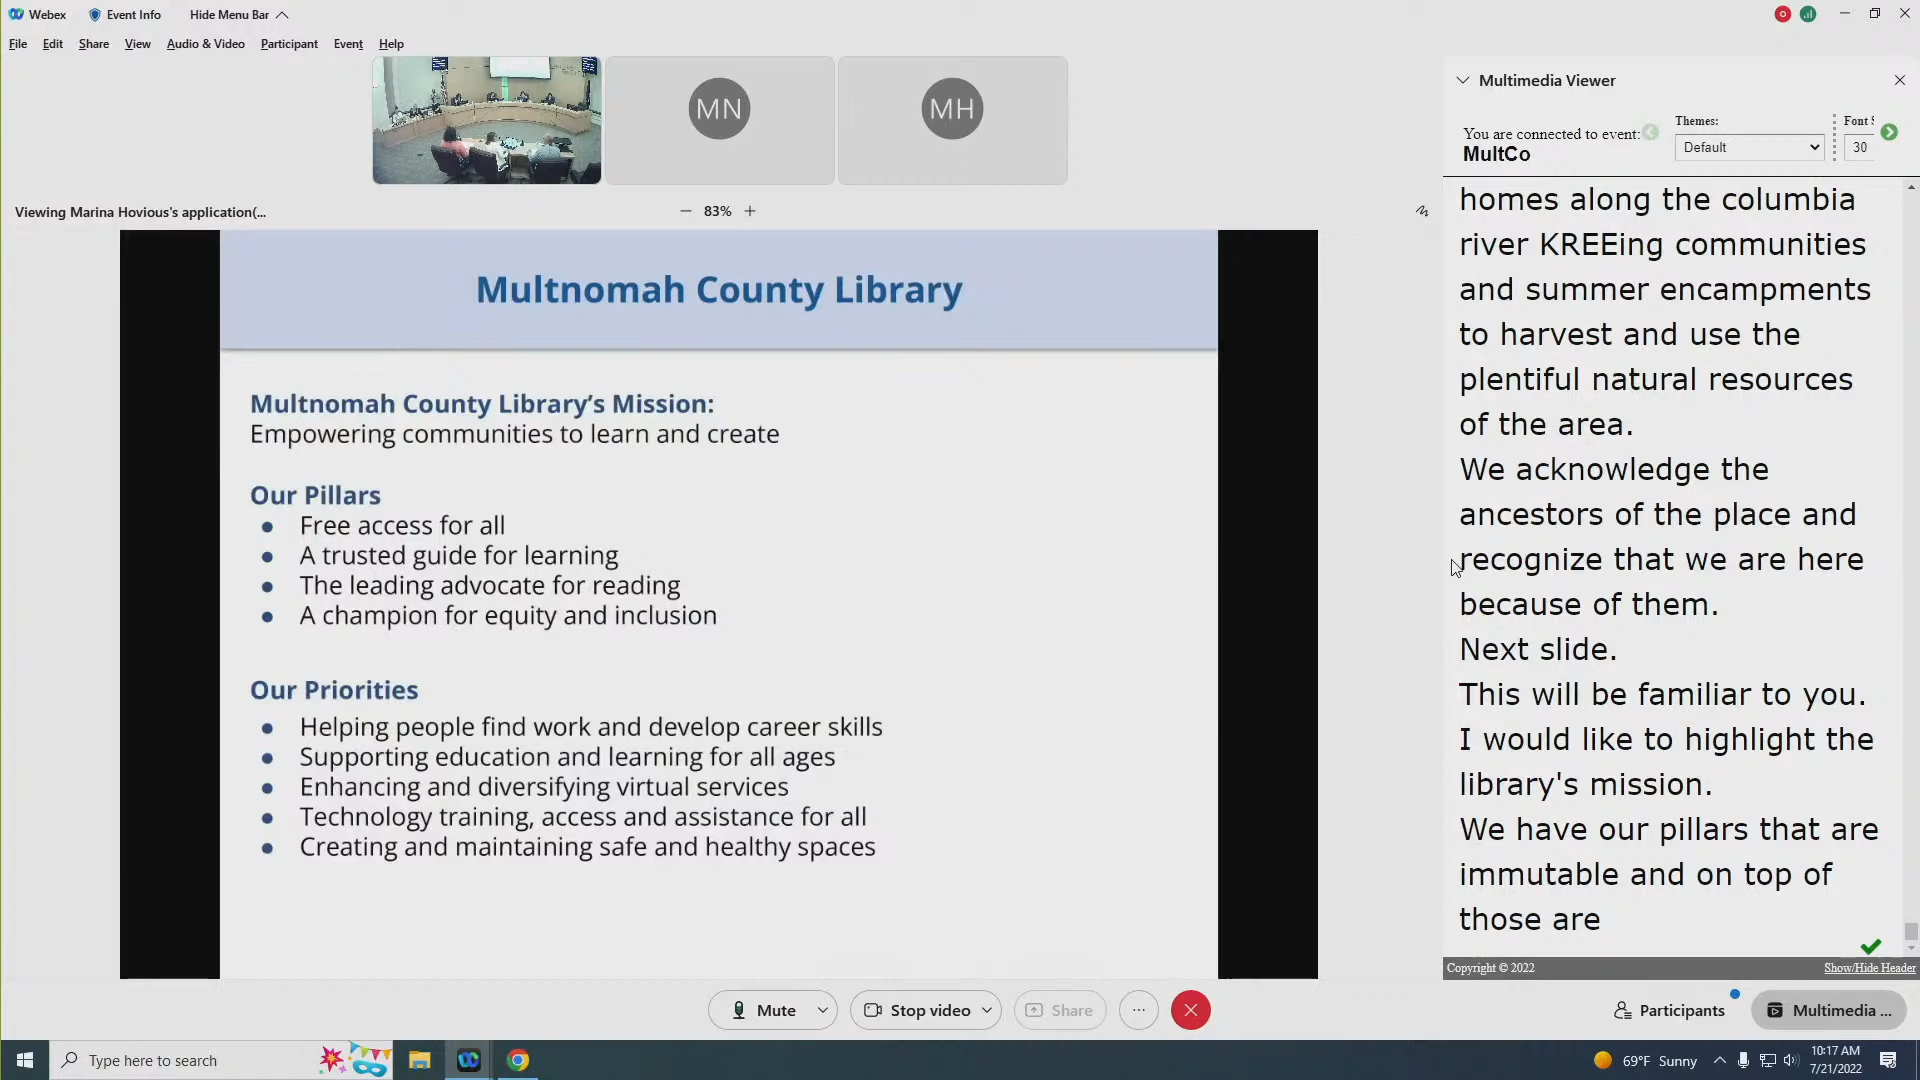 Webex
Event Info
Hide Menu Bar
File Edit Share View Audio & Video Participant Event Help
MN
MH
Viewing Marina Hovious's application(...
83%
Multnomah County Library
Multnomah County Library's Mission:
Empowering communities to learn and create
Our Pillars
Free access for all
A trusted guide for learning
The leading advocate for reading
A champion for equity and inclusion
Our Priorities
Helping people find work and develop career skills
Supporting education and learning for all ages
Enhancing and diversifying virtual services
Technology training, access and assistance for all
Creating and maintaining safe and healthy spaces
Multimedia Viewer
You are connected to event:
MultCo
Themes:
Default
Font
30
homes along the columbia
river KREEing communities
and summer encampments
to harvest and use the
plentiful natural resources
of the area.
We acknowledge the
ancestors of the place and
recognize that we are here
because of them.
Next slide.
This will be familiar to you.
I would like to highlight the
library's mission.
We have our pillars that are
immutable and on top of
those are
Copyright © 2022
Show/Hide Header
Mute
Stop video
Share
Participants
Multimedia ...
Type here to search
69°F Sunny
10:17 AM
7/21/2022